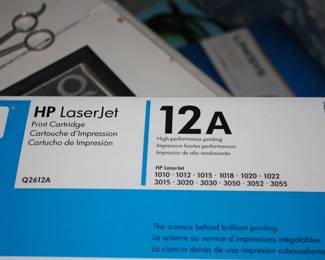 HP LaserJet
Print Cartridge
Cartouche d'Impression
Cartucho de Impresión
Q2612A
12A
High performance printing
Impression hautes performances
Impresión de alto rendimiento
HP LaserJet
1010 · 1012 · 1015 · 1018 · 1020 · 1022
3015 · 3020 · 3030 · 3050 · 3052 · 3055
The science behind brilliant printing.
La science au service d'impressions inégalables.
La ciencia detrás de una impresión sobresaliente